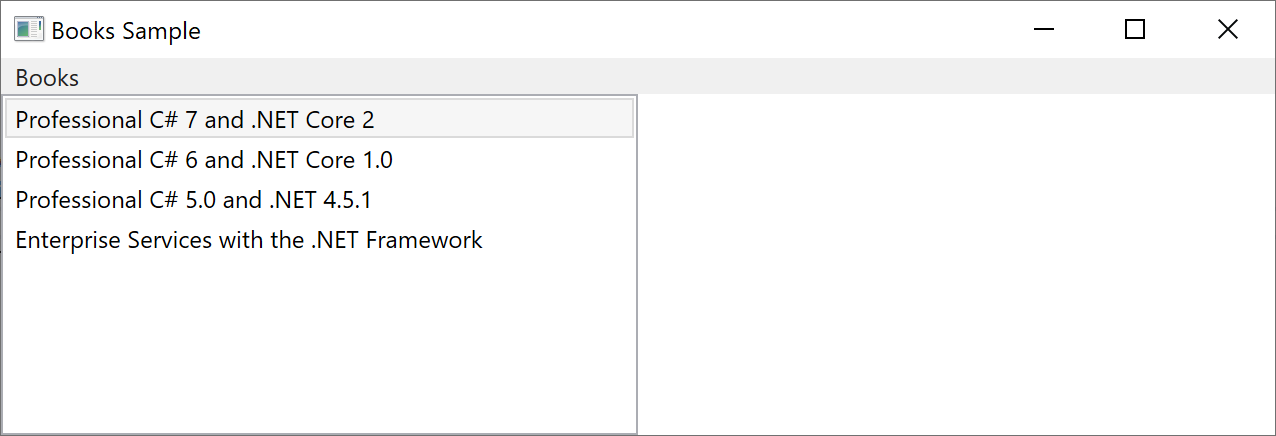 Books Sample
Books
Professional C# 7 and .NET Core 2
Professional C# 6 and .NET Core 1.0
Professional C# 5.0 and .NET 4.5.1
Enterprise Services with the .NET Framework